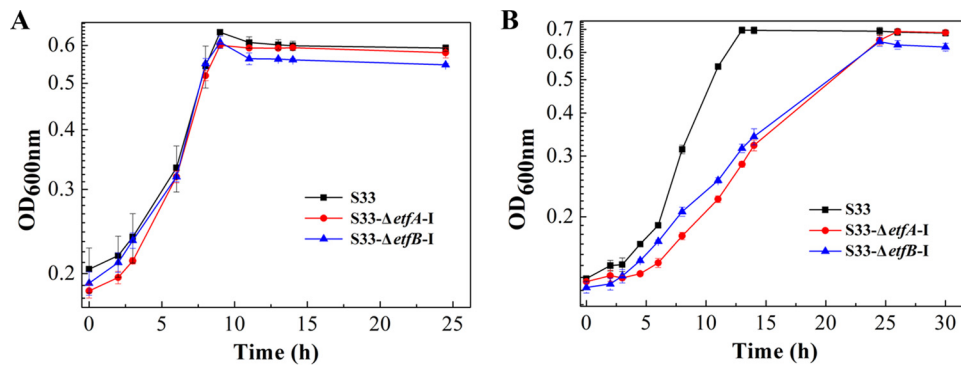 A
0.6
0.5
0.4
0.3
0.2
OD600nm
S33
S33-ΔetfA-I
S33-ΔetfB-I
0 5 10 15 20 25
Time (h)
B
0.7
0.6
0.5
0.4
0.3
0.2
OD600nm
S33
S33-ΔetfA-I
S33-ΔetfB-I
0 5 10 15 20 25 30
Time (h)